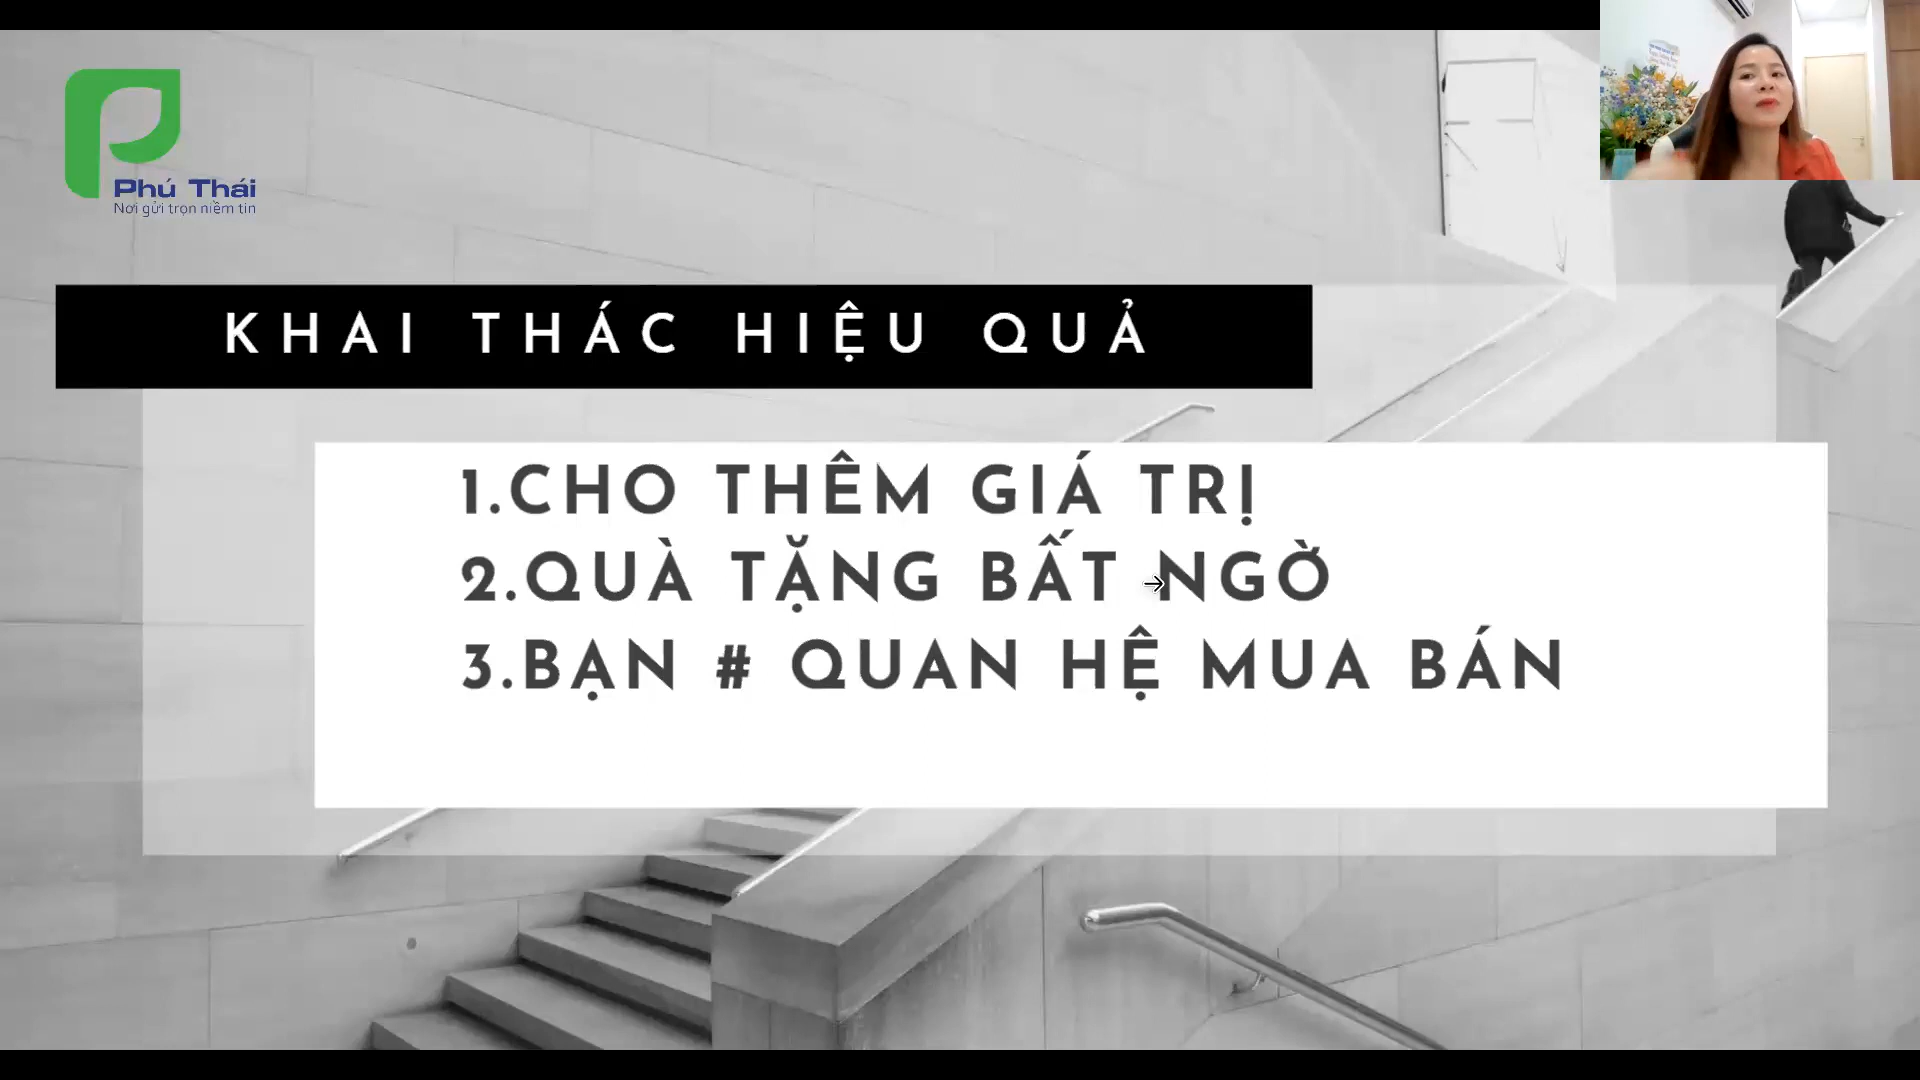 Phú Thái
Nơi gửi trọn niềm tin
KHAI THÁC HIỆU QUẢ
1.CHO THÊM GIÁ TRỊ
2.QUÀ TẶNG BẤT NGỜ
3.BẠN # QUAN HỆ MUA BÁN